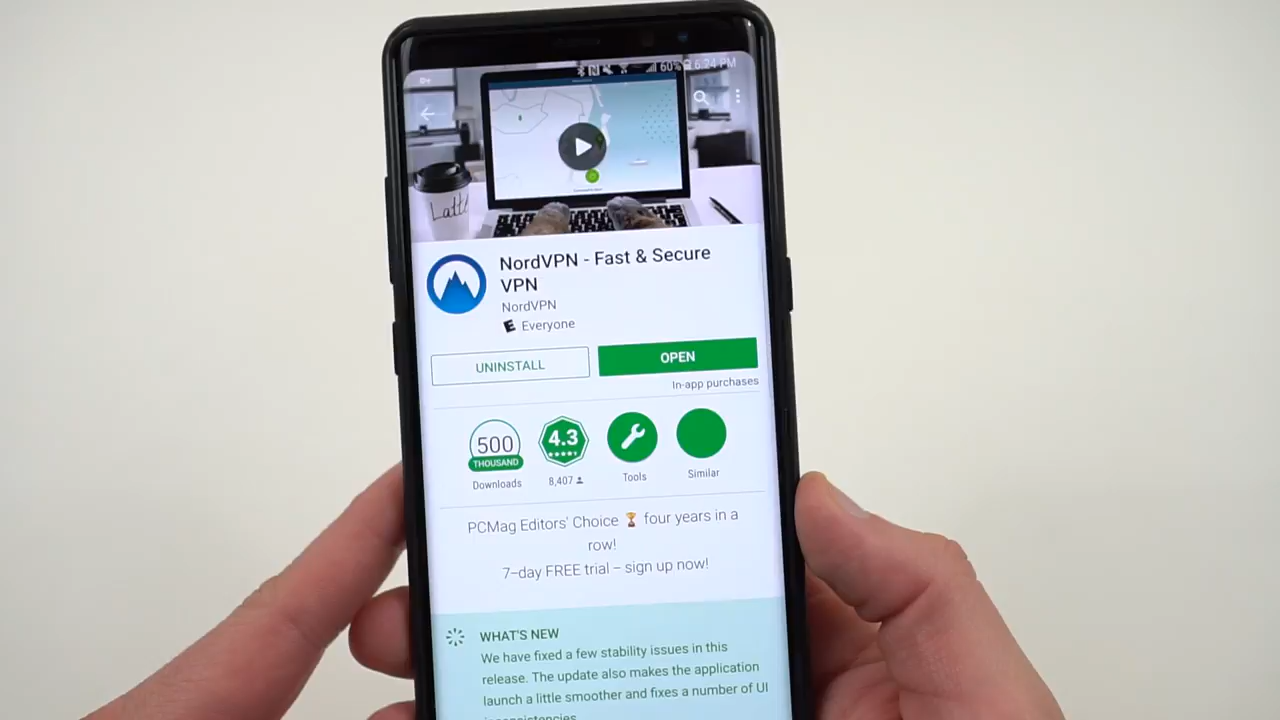 60% 6:24 PM
Latte
NordVPN - Fast & Secure
VPN
NordVPN
E Everyone
UNINSTALL
OPEN
In-app purchases
500
THOUSAND
Downloads
4.3
8,407
Tools
Similar
PCMag Editors' Choice 🏆 four years in a
row!
7-day FREE trial – sign up now!
WHAT'S NEW
We have fixed a few stability issues in this
release. The update also makes the application
launch a little smoother and fixes a number of UI
inconsistencies